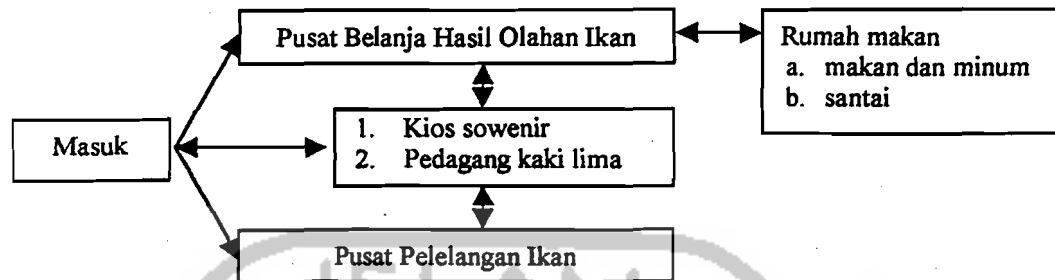 Pusat Belanja Hasil Olahan Ikan
Rumah makan
a. makan dan minum
b. santai
Masuk
1. Kios sowenir
2. Pedagang kaki lima
Pusat Pelelangan Ikan